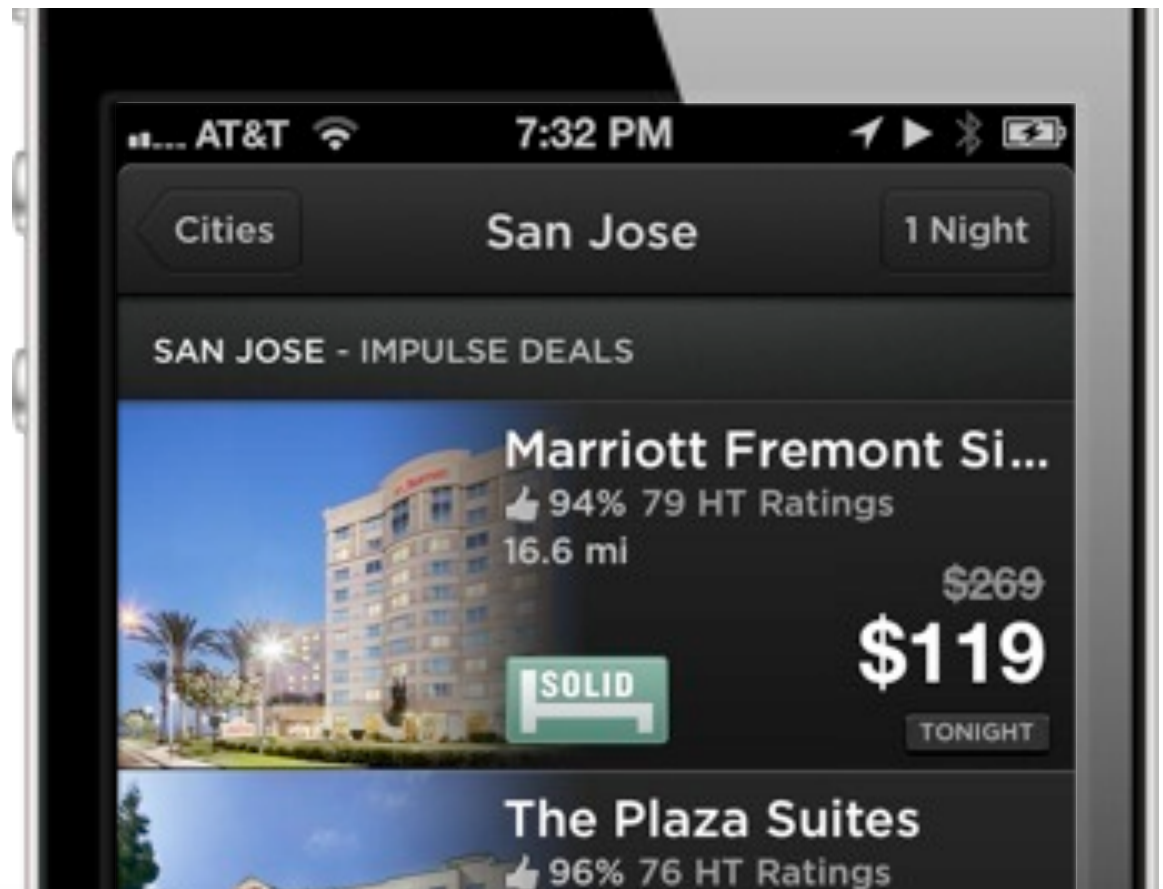 AT&T 7:32 PM
Cities San Jose 1 Night
SAN JOSE - IMPULSE DEALS
Marriott Fremont Si...
94% 79 HT Ratings
16.6 mi
$269
$119
SOLID
TONIGHT
The Plaza Suites
96% 76 HT Ratings